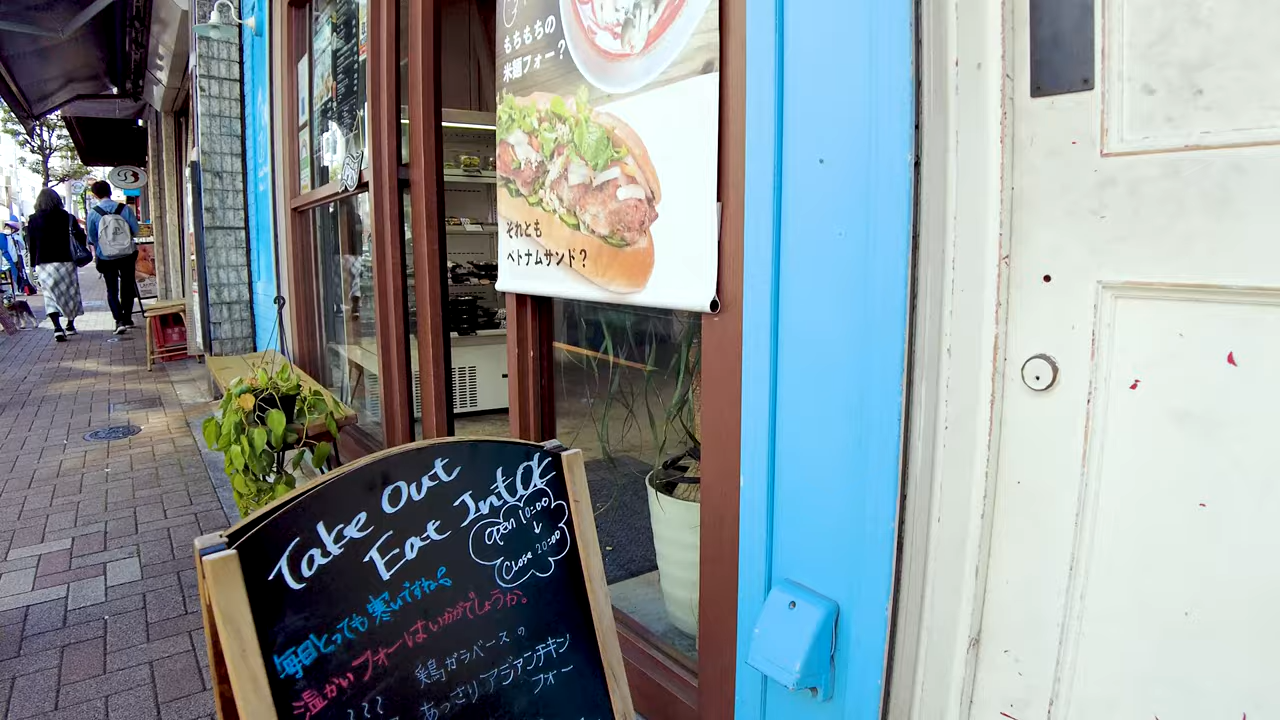 もちもちの
米麺フォー?
それとも
ベトナムサンド?
Take Out
Eat In OK
Open 10:00
↓
Close 20:00
毎日とっても寒いですね
温かいフォーはいかがでしょうか。
鶏ガラベースの
あっさりアジアンチキン
フォー